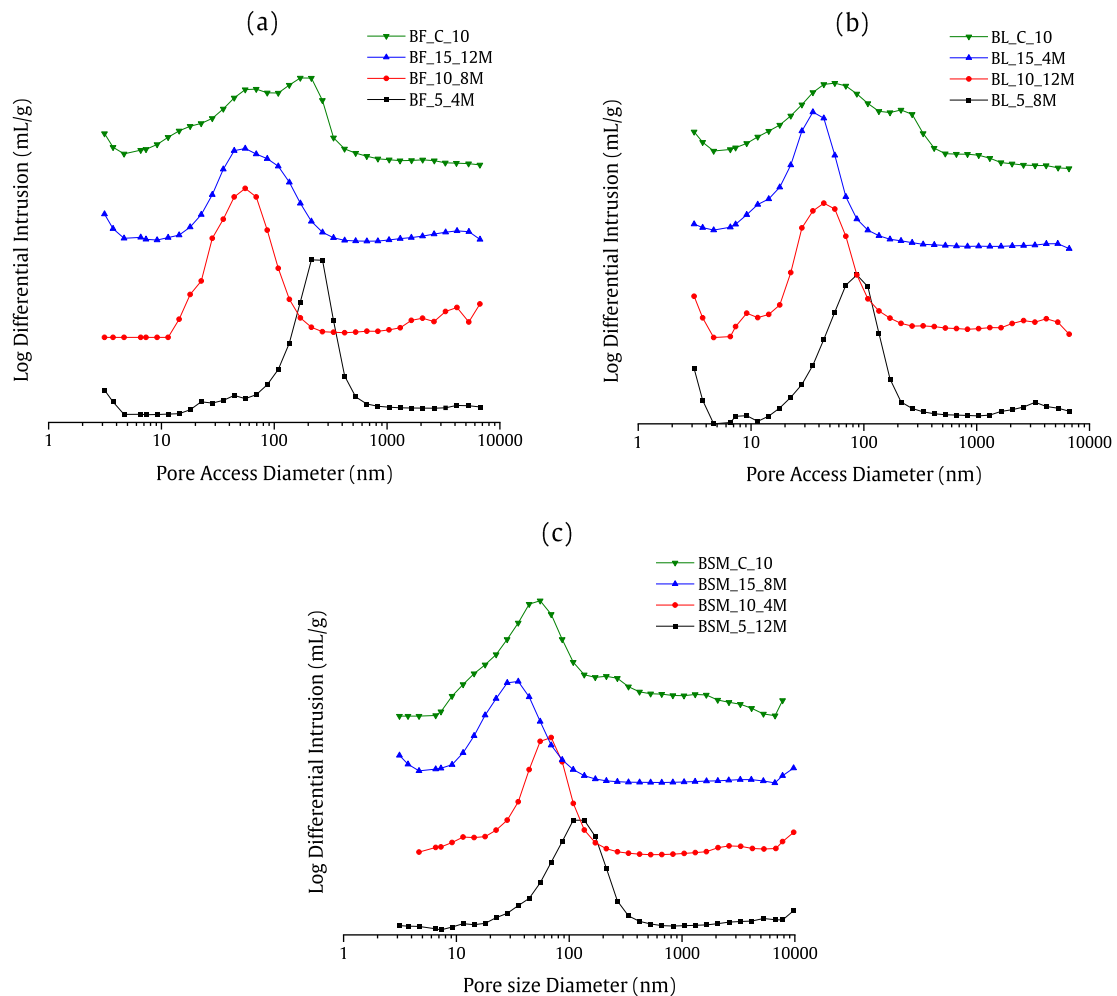 (a)
BF_C_10
BF_15_12M
BF_10_8M
BF_5_4M
Log Differential Intrusion (mL/g)
1 10 100 1000 10000
Pore Access Diameter (nm)
(b)
BL_C_10
BL_15_4M
BL_10_12M
BL_5_8M
Log Differential Intrusion (mL/g)
1 10 100 1000 10000
Pore Access Diameter (nm)
(c)
BSM_C_10
BSM_15_8M
BSM_10_4M
BSM_5_12M
Log Differential Intrusion (mL/g)
1 10 100 1000 10000
Pore size Diameter (nm)